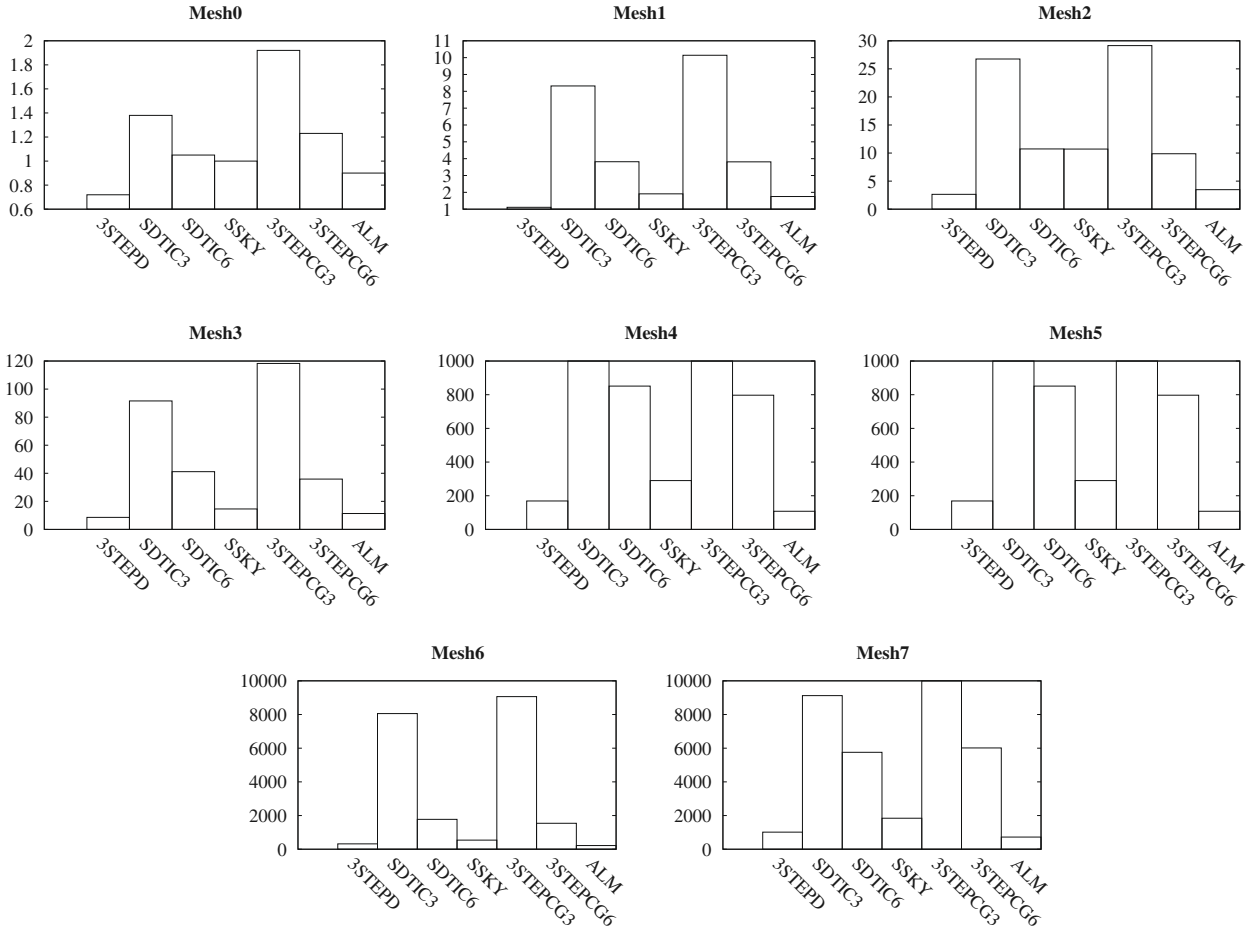 Mesh0
2
1.8
1.6
1.4
1.2
1
0.8
0.6
3STEPD
SDTIC3
SDTIC6
SSKY
3STEPCG3
3STEPCG6
ALM
Mesh1
11
10
9
8
7
6
5
4
3
2
1
3STEPD
SDTIC3
SDTIC6
SSKY
3STEPCG3
3STEPCG6
ALM
Mesh2
30
25
20
15
10
5
0
3STEPD
SDTIC3
SDTIC6
SSKY
3STEPCG3
3STEPCG6
ALM
Mesh3
120
100
80
60
40
20
0
3STEPD
SDTIC3
SDTIC6
SSKY
3STEPCG3
3STEPCG6
ALM
Mesh4
1000
800
600
400
200
0
3STEPD
SDTIC3
SDTIC6
SSKY
3STEPCG3
3STEPCG6
ALM
Mesh5
1000
800
600
400
200
0
3STEPD
SDTIC3
SDTIC6
SSKY
3STEPCG3
3STEPCG6
ALM
Mesh6
10000
8000
6000
4000
2000
0
3STEPD
SDTIC3
SDTIC6
SSKY
3STEPCG3
3STEPCG6
ALM
Mesh7
10000
8000
6000
4000
2000
0
3STEPD
SDTIC3
SDTIC6
SSKY
3STEPCG3
3STEPCG6
ALM